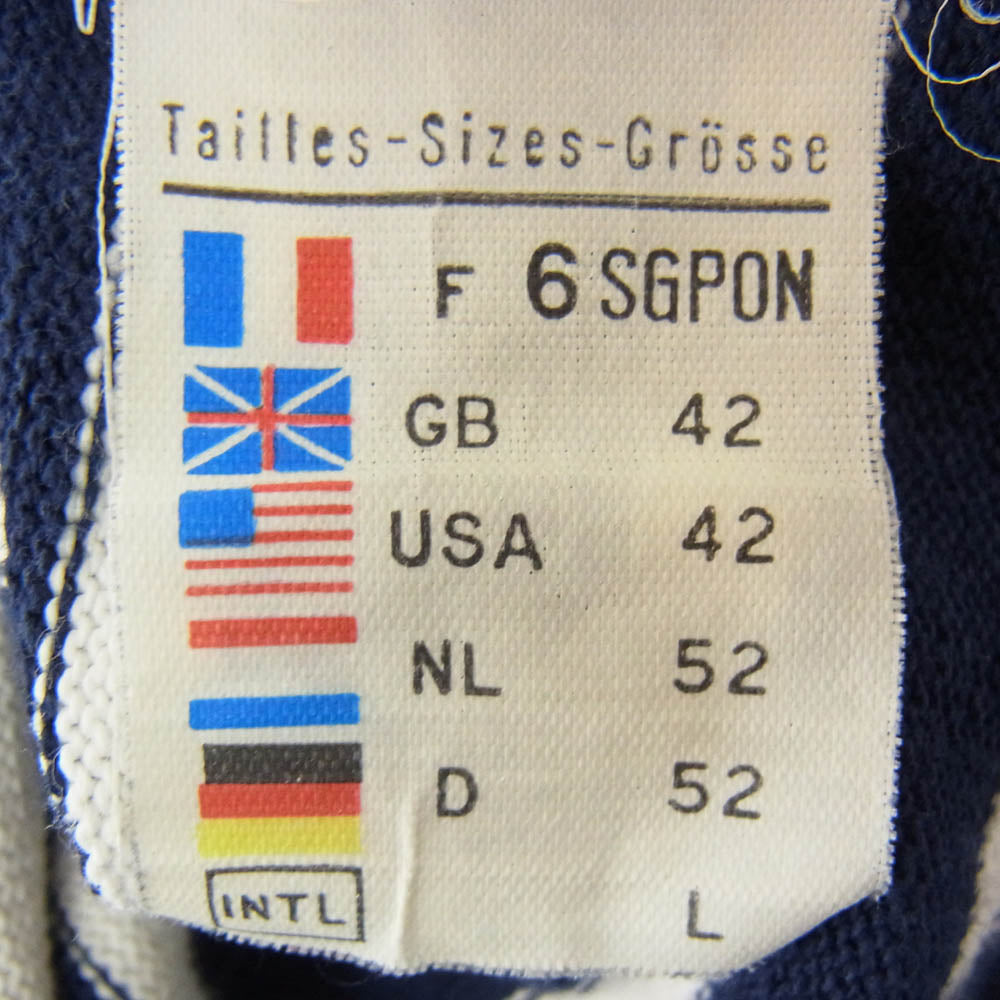 Tailles-Sizes-Grösse
F 6 SGPON
GB 42
USA 42
NL 52
D 52
INTL L